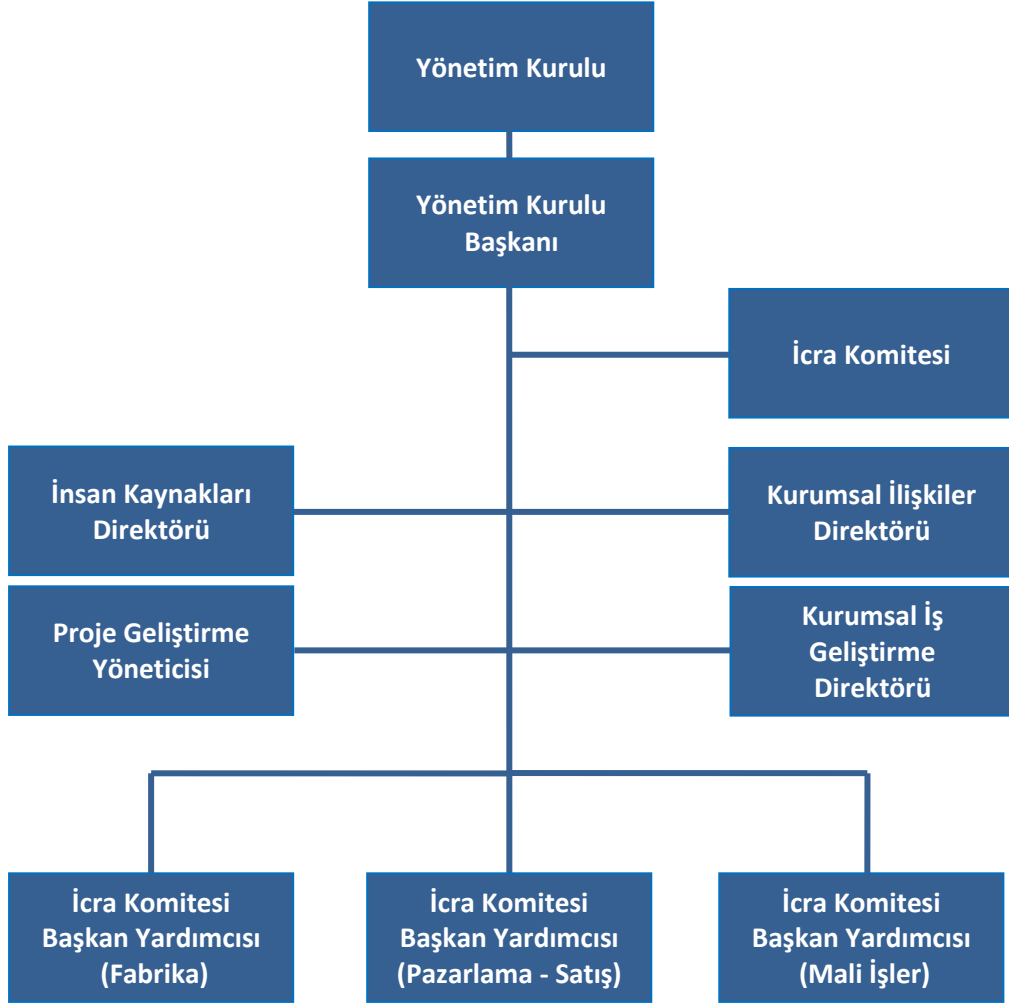 Yönetim Kurulu
Yönetim Kurulu
Başkanı
İcra Komitesi
İnsan Kaynakları
Direktörü
Kurumsal İlişkiler
Direktörü
Proje Geliştirme
Yöneticisi
Kurumsal İş
Geliştirme
Direktörü
İcra Komitesi
Başkan Yardımcısı
(Fabrika)
İcra Komitesi
Başkan Yardımcısı
(Pazarlama - Satış)
İcra Komitesi
Başkan Yardımcısı
(Mali İşler)